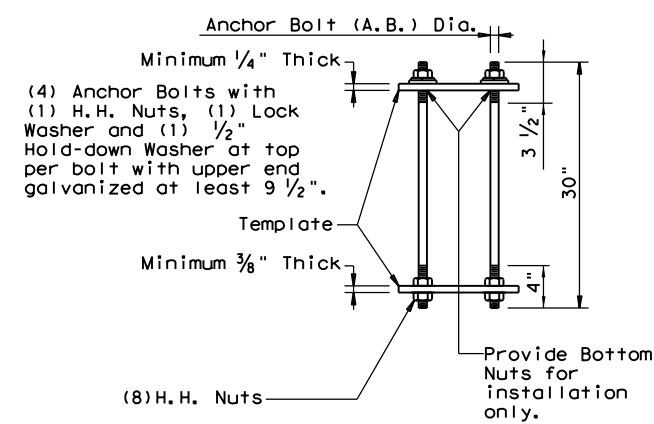 Anchor Bolt (A.B.) Dia.
Minimum 1/4" Thick
(4) Anchor Bolts with
(1) H.H. Nuts, (1) Lock
Washer and (1) 1/2"
Hold-down Washer at top
per bolt with upper end
galvanized at least 9 1/2".
3 1/2"
30"
Template
Minimum 3/8" Thick
4"
Provide Bottom
Nuts for
installation
only.
(8)H.H. Nuts